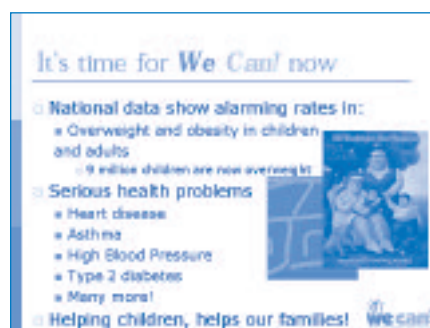 It's time for We Can! now
National data show alarming rates in:
Overweight and obesity in children
and adults
9 million children are now overweight
Serious health problems
Heart disease
Asthma
High Blood Pressure
Type 2 diabetes
Many more!
Helping children, helps our families!
we can!